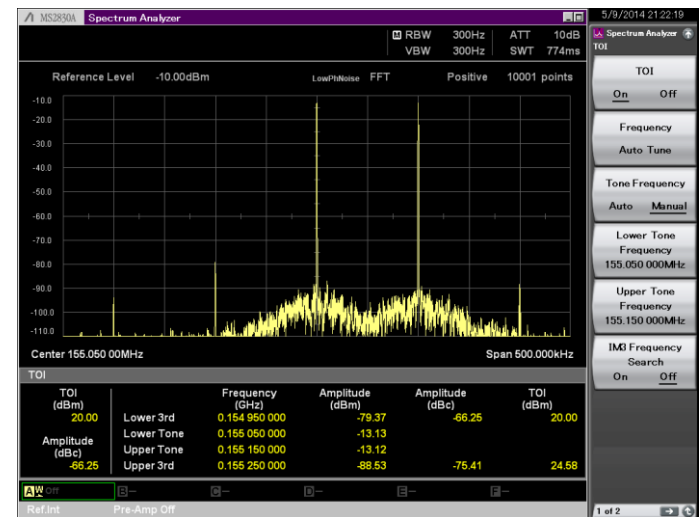 MS2830A Spectrum Analyzer
5/9/2014 21:22:19
M RBW 300Hz ATT 10dB
VBW 300Hz SWT 774ms
Reference Level -10.00dBm LowPhNoise FFT Positive 10001 points
-10.0
-20.0
-30.0
-40.0
-50.0
-60.0
-70.0
-80.0
-90.0
-100.0
-110.0
Center 155.050 00MHz Span 500.000kHz
TOI
TOI (dBm) Frequency (GHz) Amplitude (dBm) Amplitude (dBc) TOI (dBm)
20.00 Lower 3rd 0.154 950 000 -79.37 -66.25 20.00
Lower Tone 0.155 050 000 -13.13
Amplitude (dBc) Upper Tone 0.155 150 000 -13.12
-66.25 Upper 3rd 0.155 250 000 -88.53 -75.41 24.58
A W Off B-- C-- D-- E-- F--
Ref.Int Pre-Amp Off
Spectrum Analyzer
TOI
TOI
On Off
Frequency
Auto Tune
Tone Frequency
Auto Manual
Lower Tone
Frequency
155.050 000MHz
Upper Tone
Frequency
155.150 000MHz
IM3 Frequency
Search
On Off
1 of 2